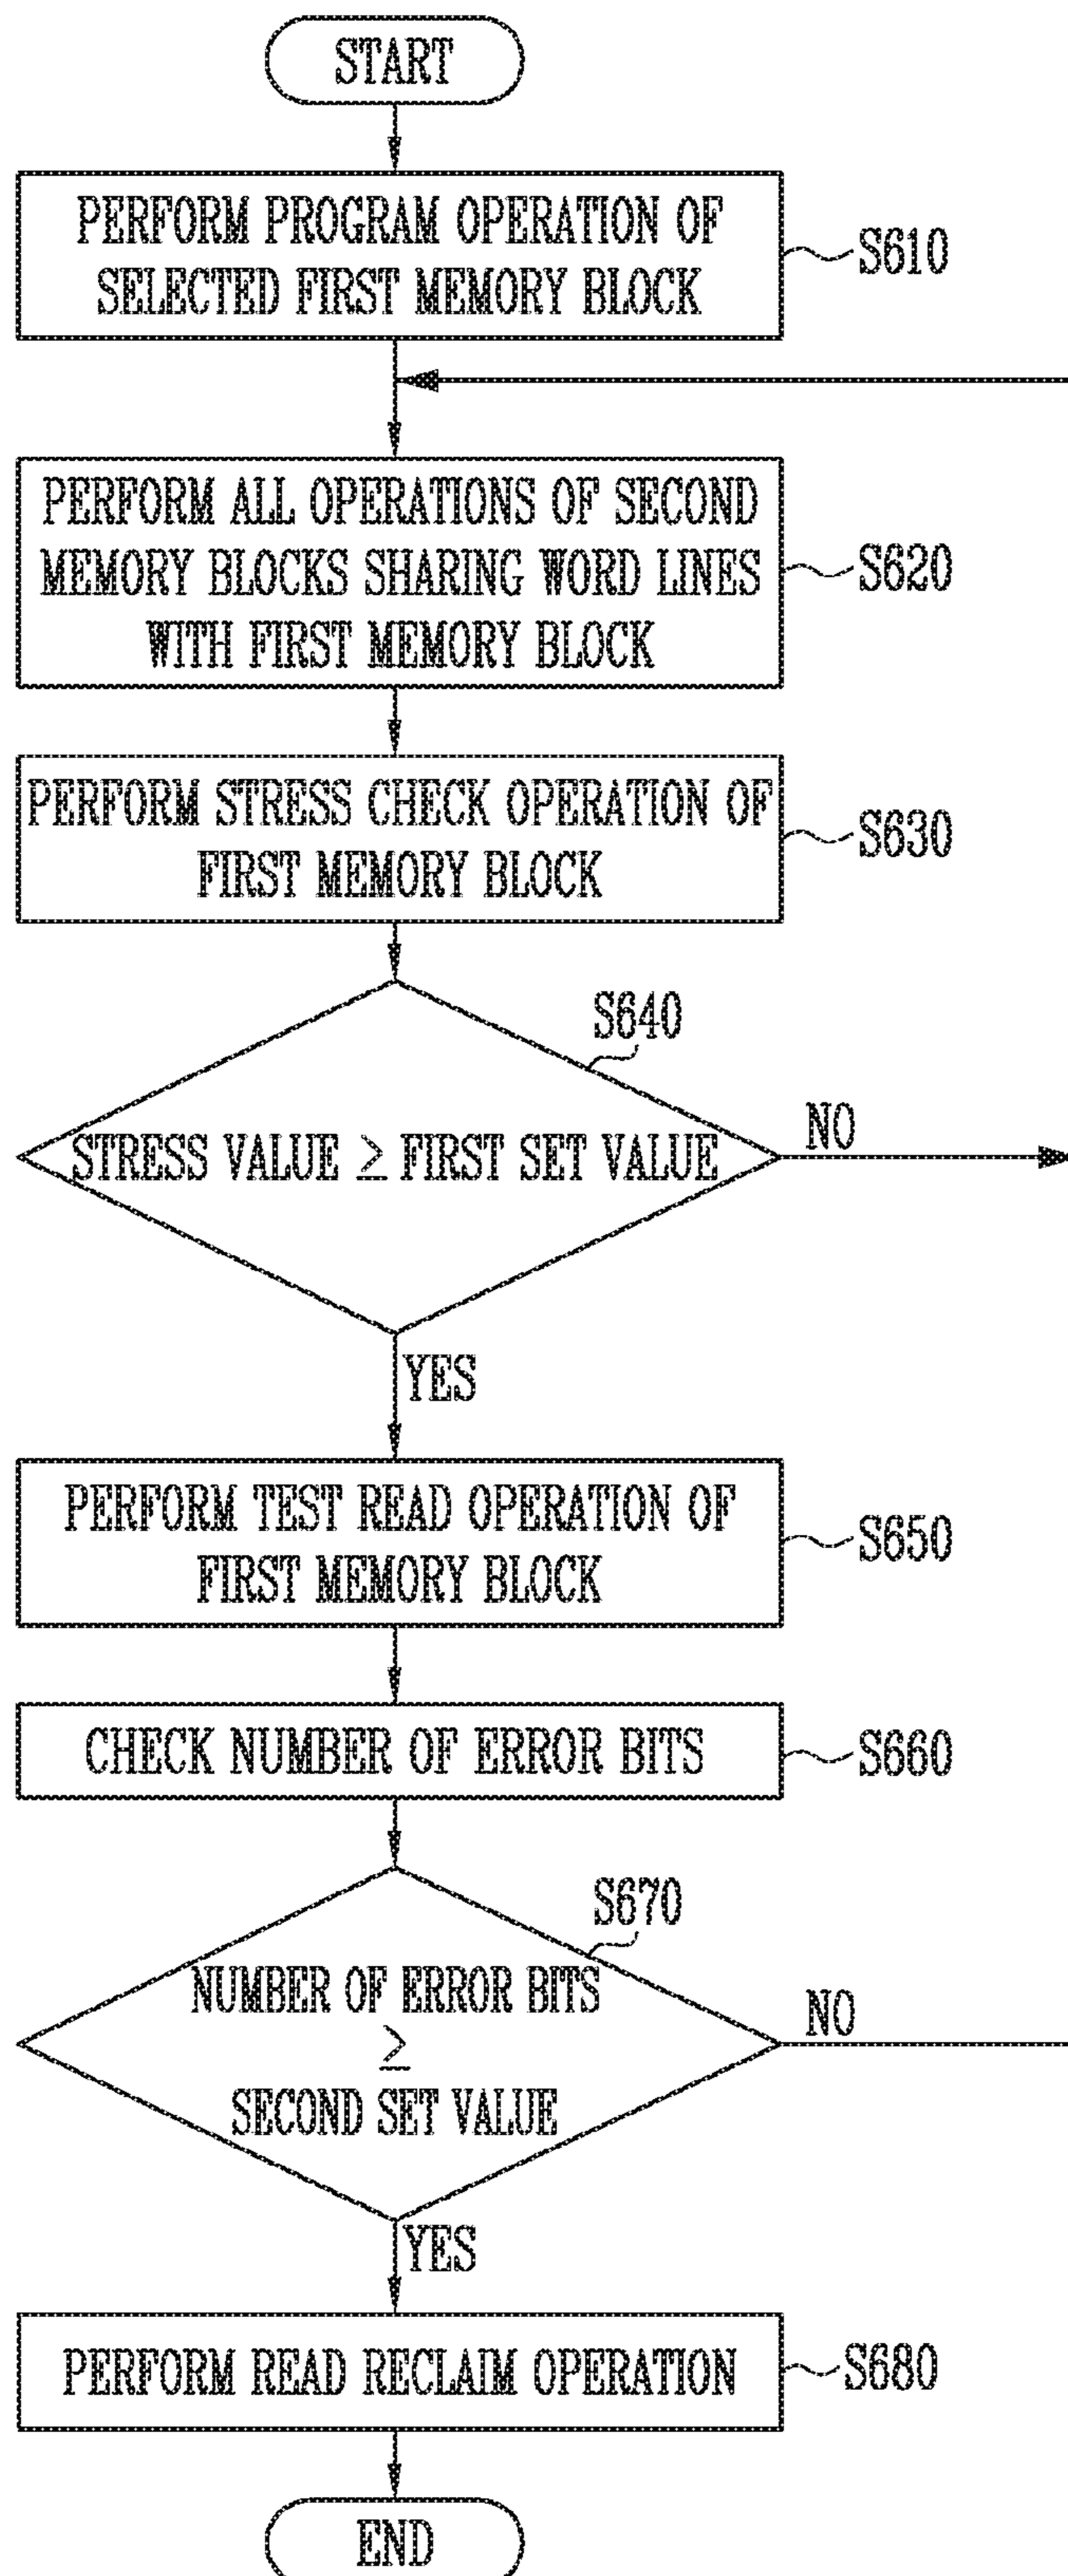 START
PERFORM PROGRAM OPERATION OF
SELECTED FIRST MEMORY BLOCK
S610
PERFORM ALL OPERATIONS OF SECOND
MEMORY BLOCKS SHARING WORD LINES
WITH FIRST MEMORY BLOCK
S620
PERFORM STRESS CHECK OPERATION OF
FIRST MEMORY BLOCK
S630
S640
STRESS VALUE ≥ FIRST SET VALUE
NO
YES
PERFORM TEST READ OPERATION OF
FIRST MEMORY BLOCK
S650
CHECK NUMBER OF ERROR BITS
S660
S670
NUMBER OF ERROR BITS
≥
SECOND SET VALUE
NO
YES
PERFORM READ RECLAIM OPERATION
S680
END